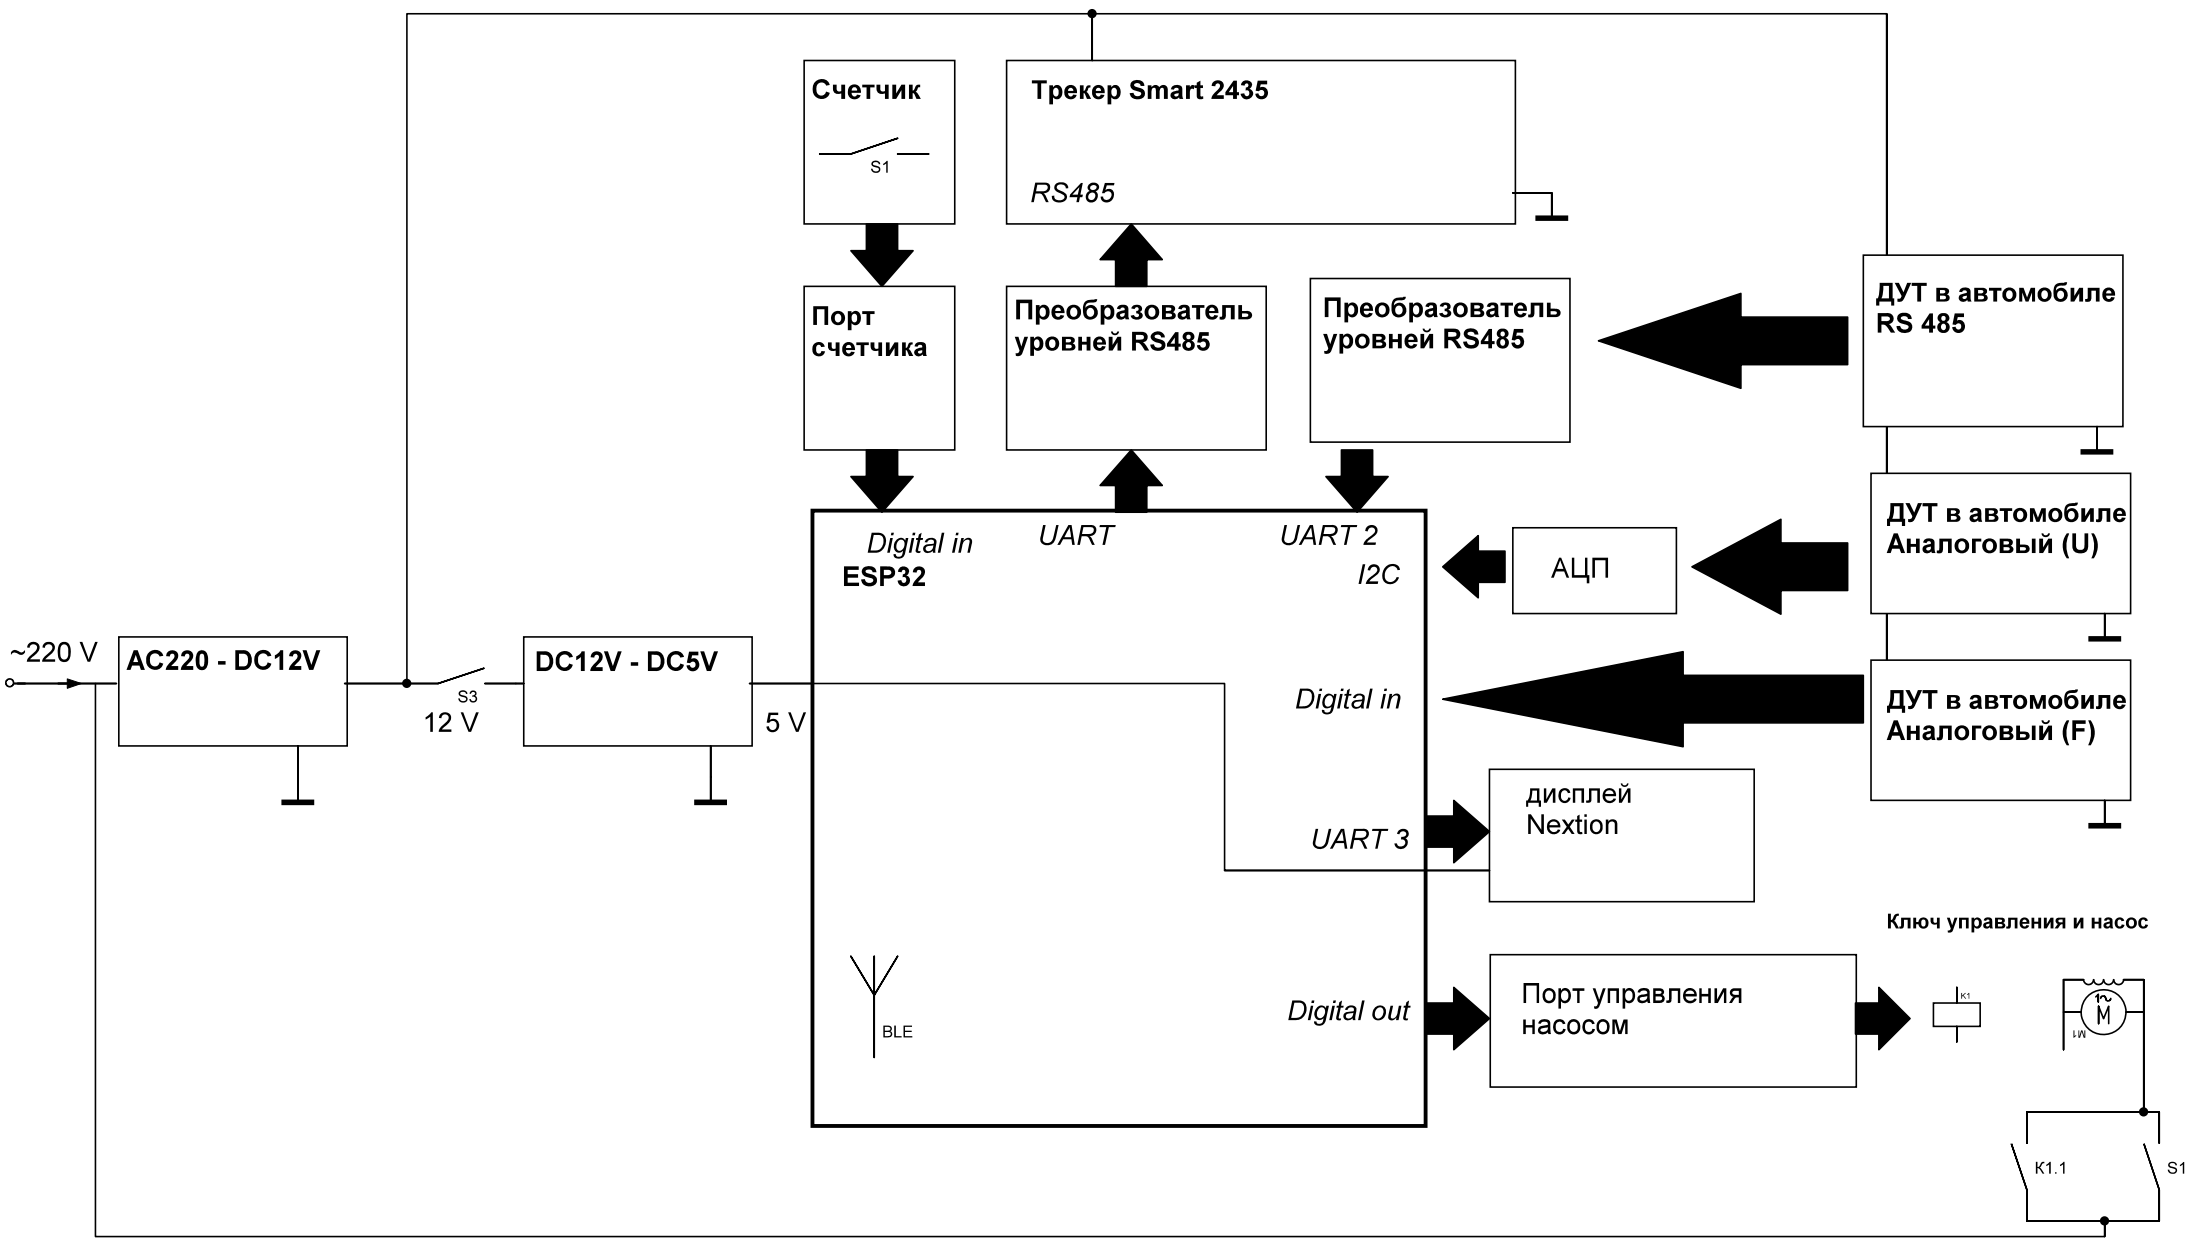 Счетчик
S1
Трекер Smart 2435
RS485
Порт
счетчика
Преобразователь
уровней RS485
Преобразователь
уровней RS485
ДУТ в автомобиле
RS 485
Digital in
ESP32
UART
UART 2
I2C
АЦП
ДУТ в автомобиле
Аналоговый (U)
~220 V
AC220 - DC12V
S3
12 V
DC12V - DC5V
5 V
Digital in
ДУТ в автомобиле
Аналоговый (F)
UART 3
дисплей
Nextion
Ключ управления и насос
BLE
Digital out
Порт управления
насосом
K1
1~
M
M1
K1.1
S1